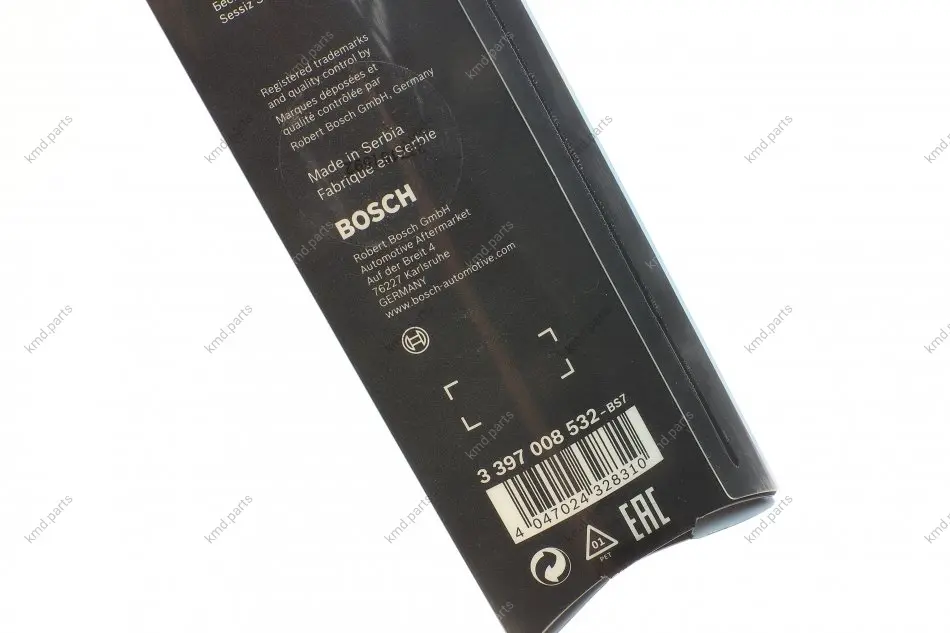 Sessiz
Registered trademarks
and quality control by
Marques déposées et
qualité contrôlée par
Robert Bosch GmbH, Germany
Made in Serbia
Fabrique en Serbie
BOSCH
Robert Bosch GmbH
Automotive Aftermarket
Auf der Breit 4
76227 Karlsruhe
GERMANY
www.bosch-automotive.com
3 397 008 532-BS7
4 047024 328310
01
PET
EAC
kmd.parts